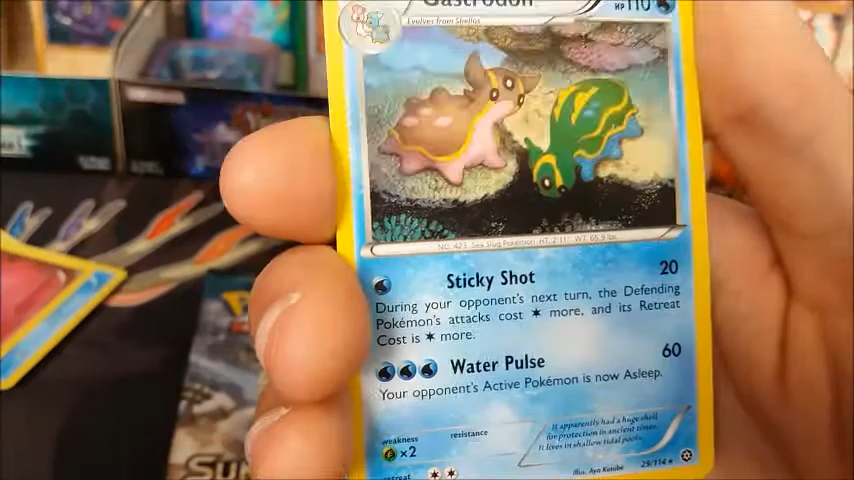 Gastrodon
Evolves from Shellos
HP 110
NO. 423 Sea Slug Pokémon HT: 2'11" WT: 65.9 lbs.
Sticky Shot 20
During your opponent's next turn, the Defending
Pokémon's attacks cost ✶ more, and its Retreat
Cost is ✶ more.
Water Pulse 60
Your opponent's Active Pokémon is now Asleep.
weakness
×2
resistance
It apparently had a huge shell
for protection in ancient times.
It lives in shallow tidal pools.
retreat
Illus. Ayo Kusube
29/114 ★